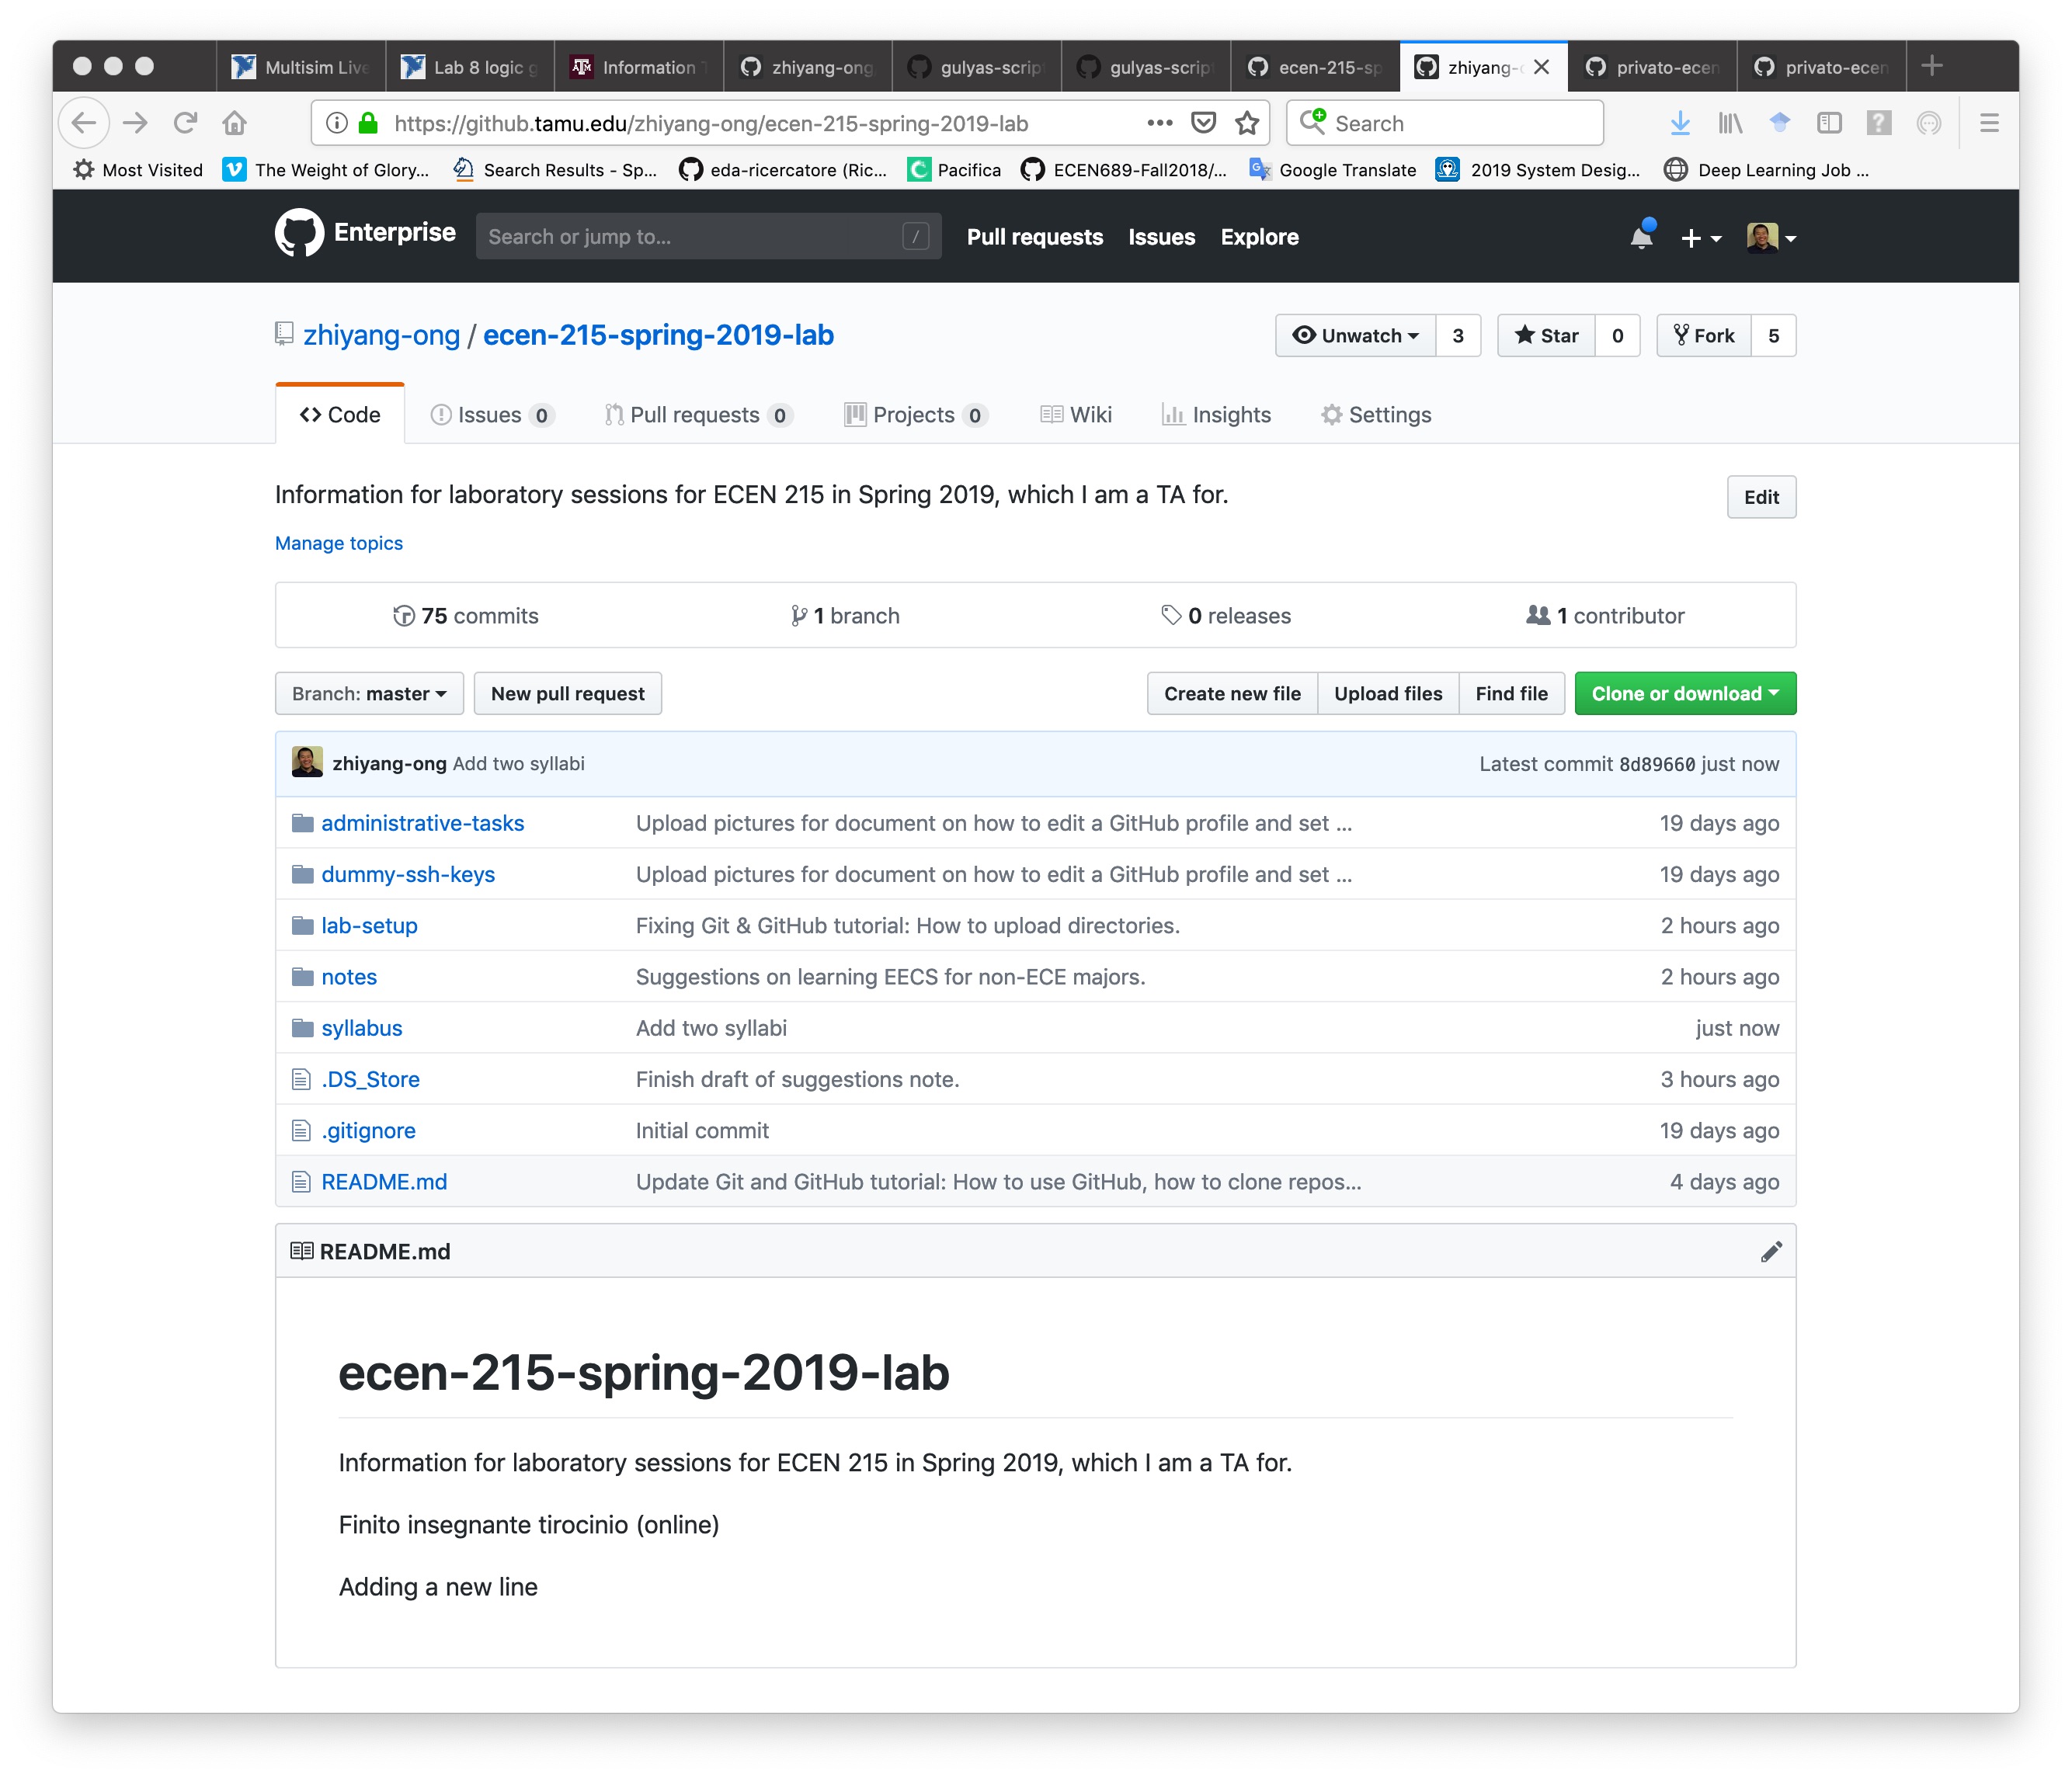 Multisim Live Lab 8 logic g Information T zhiyang-ong gulyas-scrip gulyas-script ecen-215-sp zhiyang-o privato-ecen privato-ecen
https://github.tamu.edu/zhiyang-ong/ecen-215-spring-2019-lab Search
Most Visited The Weight of Glory... Search Results - Sp... eda-ricercatore (Ric... Pacifica ECEN689-Fall2018/... Google Translate 2019 System Desig... Deep Learning Job ...
Enterprise Search or jump to... / Pull requests Issues Explore
zhiyang-ong / ecen-215-spring-2019-lab Unwatch 3 Star 0 Fork 5
Code Issues 0 Pull requests 0 Projects 0 Wiki Insights Settings
Information for laboratory sessions for ECEN 215 in Spring 2019, which I am a TA for. Edit
Manage topics
75 commits 1 branch 0 releases 1 contributor
Branch: master New pull request Create new file Upload files Find file Clone or download
zhiyang-ong Add two syllabi Latest commit 8d89660 just now
administrative-tasks Upload pictures for document on how to edit a GitHub profile and set ... 19 days ago
dummy-ssh-keys Upload pictures for document on how to edit a GitHub profile and set ... 19 days ago
lab-setup Fixing Git & GitHub tutorial: How to upload directories. 2 hours ago
notes Suggestions on learning EECS for non-ECE majors. 2 hours ago
syllabus Add two syllabi just now
.DS_Store Finish draft of suggestions note. 3 hours ago
.gitignore Initial commit 19 days ago
README.md Update Git and GitHub tutorial: How to use GitHub, how to clone repos... 4 days ago
README.md
ecen-215-spring-2019-lab
Information for laboratory sessions for ECEN 215 in Spring 2019, which I am a TA for.
Finito insegnante tirocinio (online)
Adding a new line